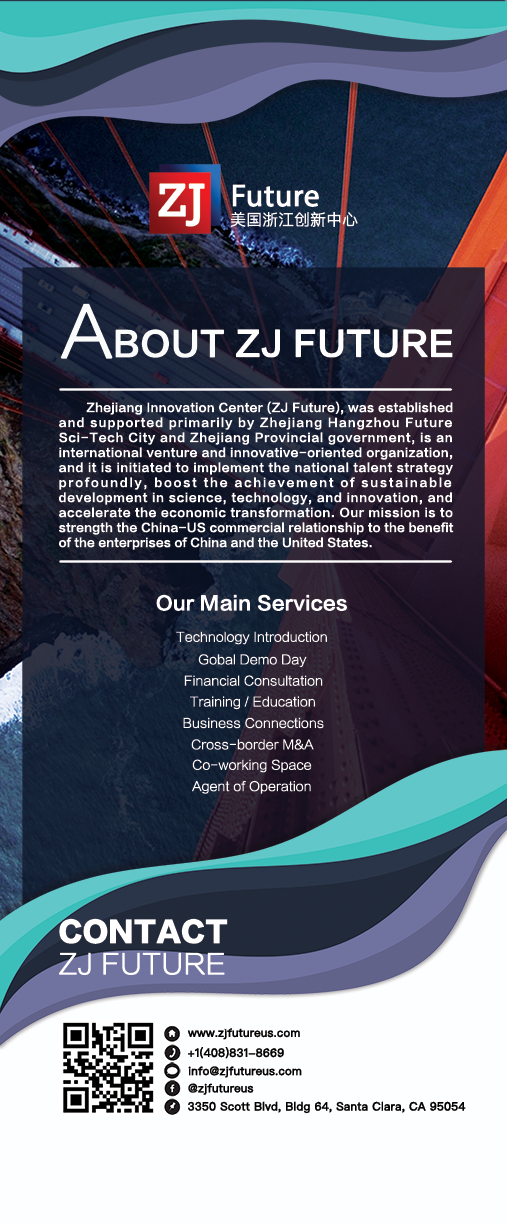 ZJ Future
美国浙江创新中心
ABOUT ZJ FUTURE
Zhejiang Innovation Center (ZJ Future), was established
and supported primarily by Zhejiang Hangzhou Future
Sci-Tech City and Zhejiang Provincial government, is an
international venture and innovative-oriented organization,
and it is initiated to implement the national talent strategy
profoundly, boost the achievement of sustainable
development in science, technology, and innovation, and
accelerate the economic transformation. Our mission is to
strength the China-US commercial relationship to the benefit
of the enterprises of China and the United States.
Our Main Services
Technology Introduction
Gobal Demo Day
Financial Consultation
Training / Education
Business Connections
Cross-border M&A
Co-working Space
Agent of Operation
CONTACT
ZJ FUTURE
www.zjfutureus.com
+1(408)831-8669
info@zjfutureus.com
@zjfutureus
3350 Scott Blvd, Bldg 64, Santa Clara, CA 95054